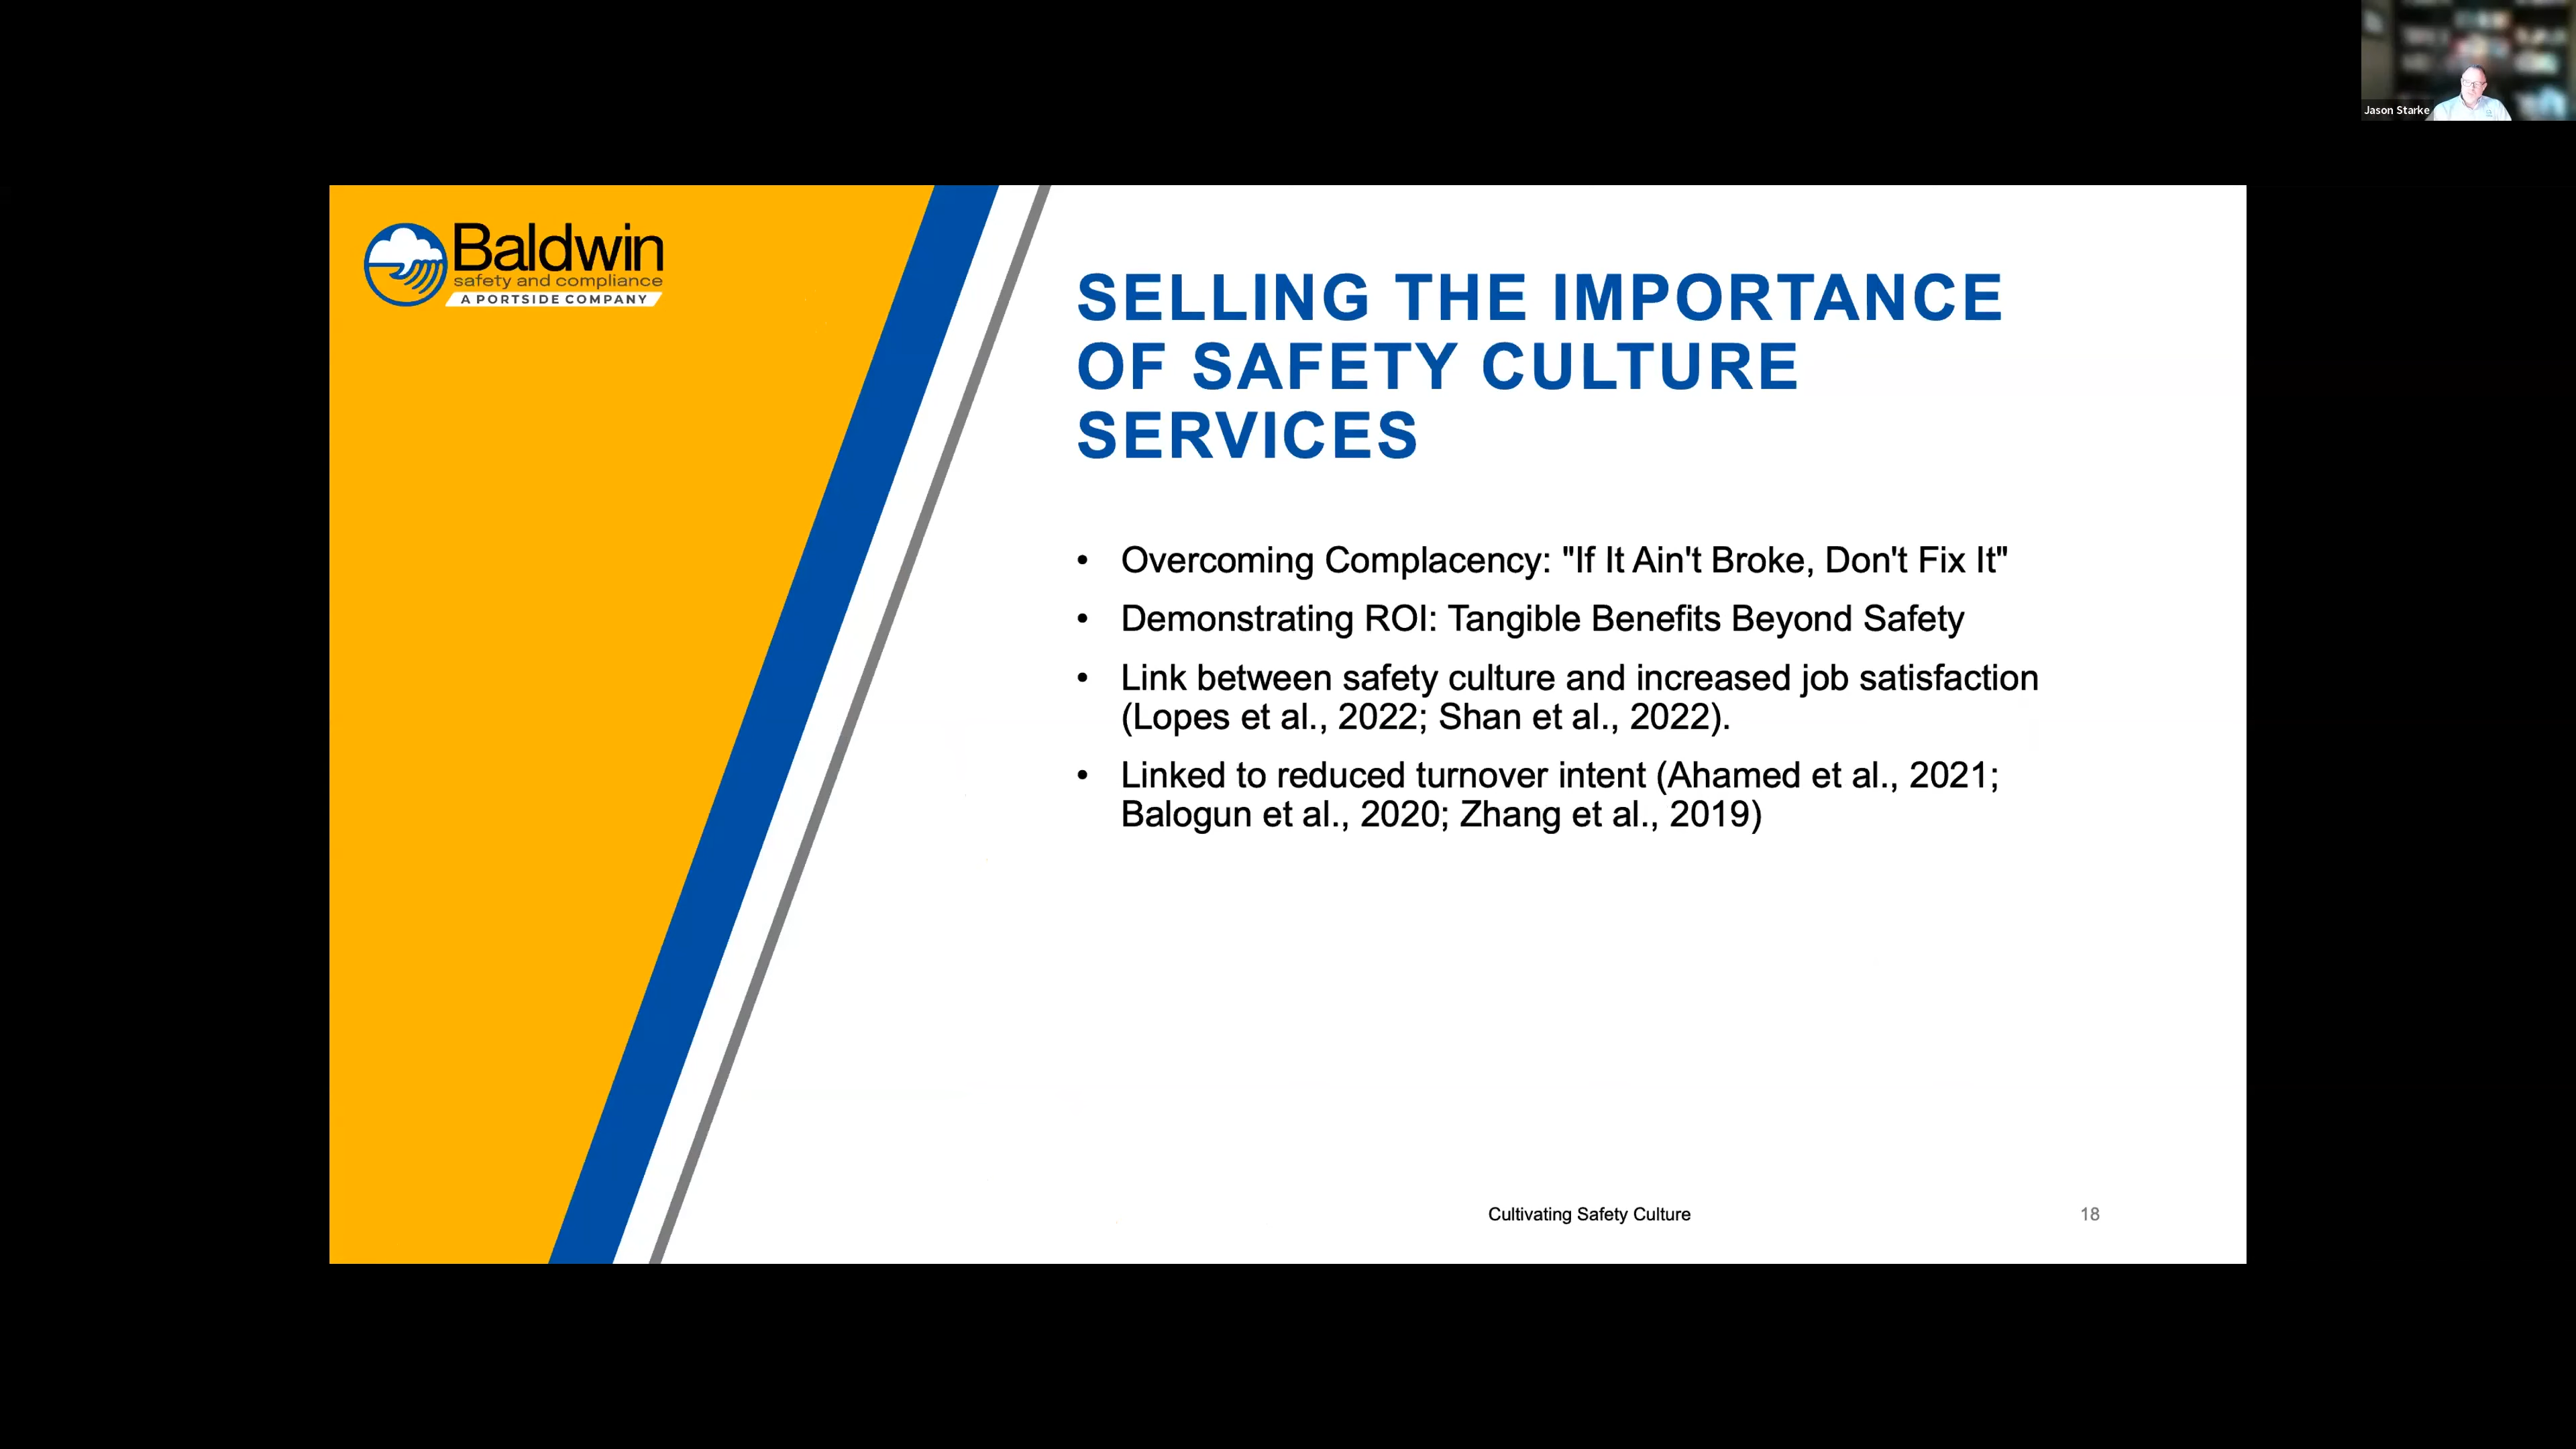 Jason Starke
Baldwin
safety and compliance
A PORTSIDE COMPANY
SELLING THE IMPORTANCE
OF SAFETY CULTURE
SERVICES
• Overcoming Complacency: "If It Ain't Broke, Don't Fix It"
• Demonstrating ROI: Tangible Benefits Beyond Safety
• Link between safety culture and increased job satisfaction
(Lopes et al., 2022; Shan et al., 2022).
• Linked to reduced turnover intent (Ahamed et al., 2021;
Balogun et al., 2020; Zhang et al., 2019)
Cultivating Safety Culture
18